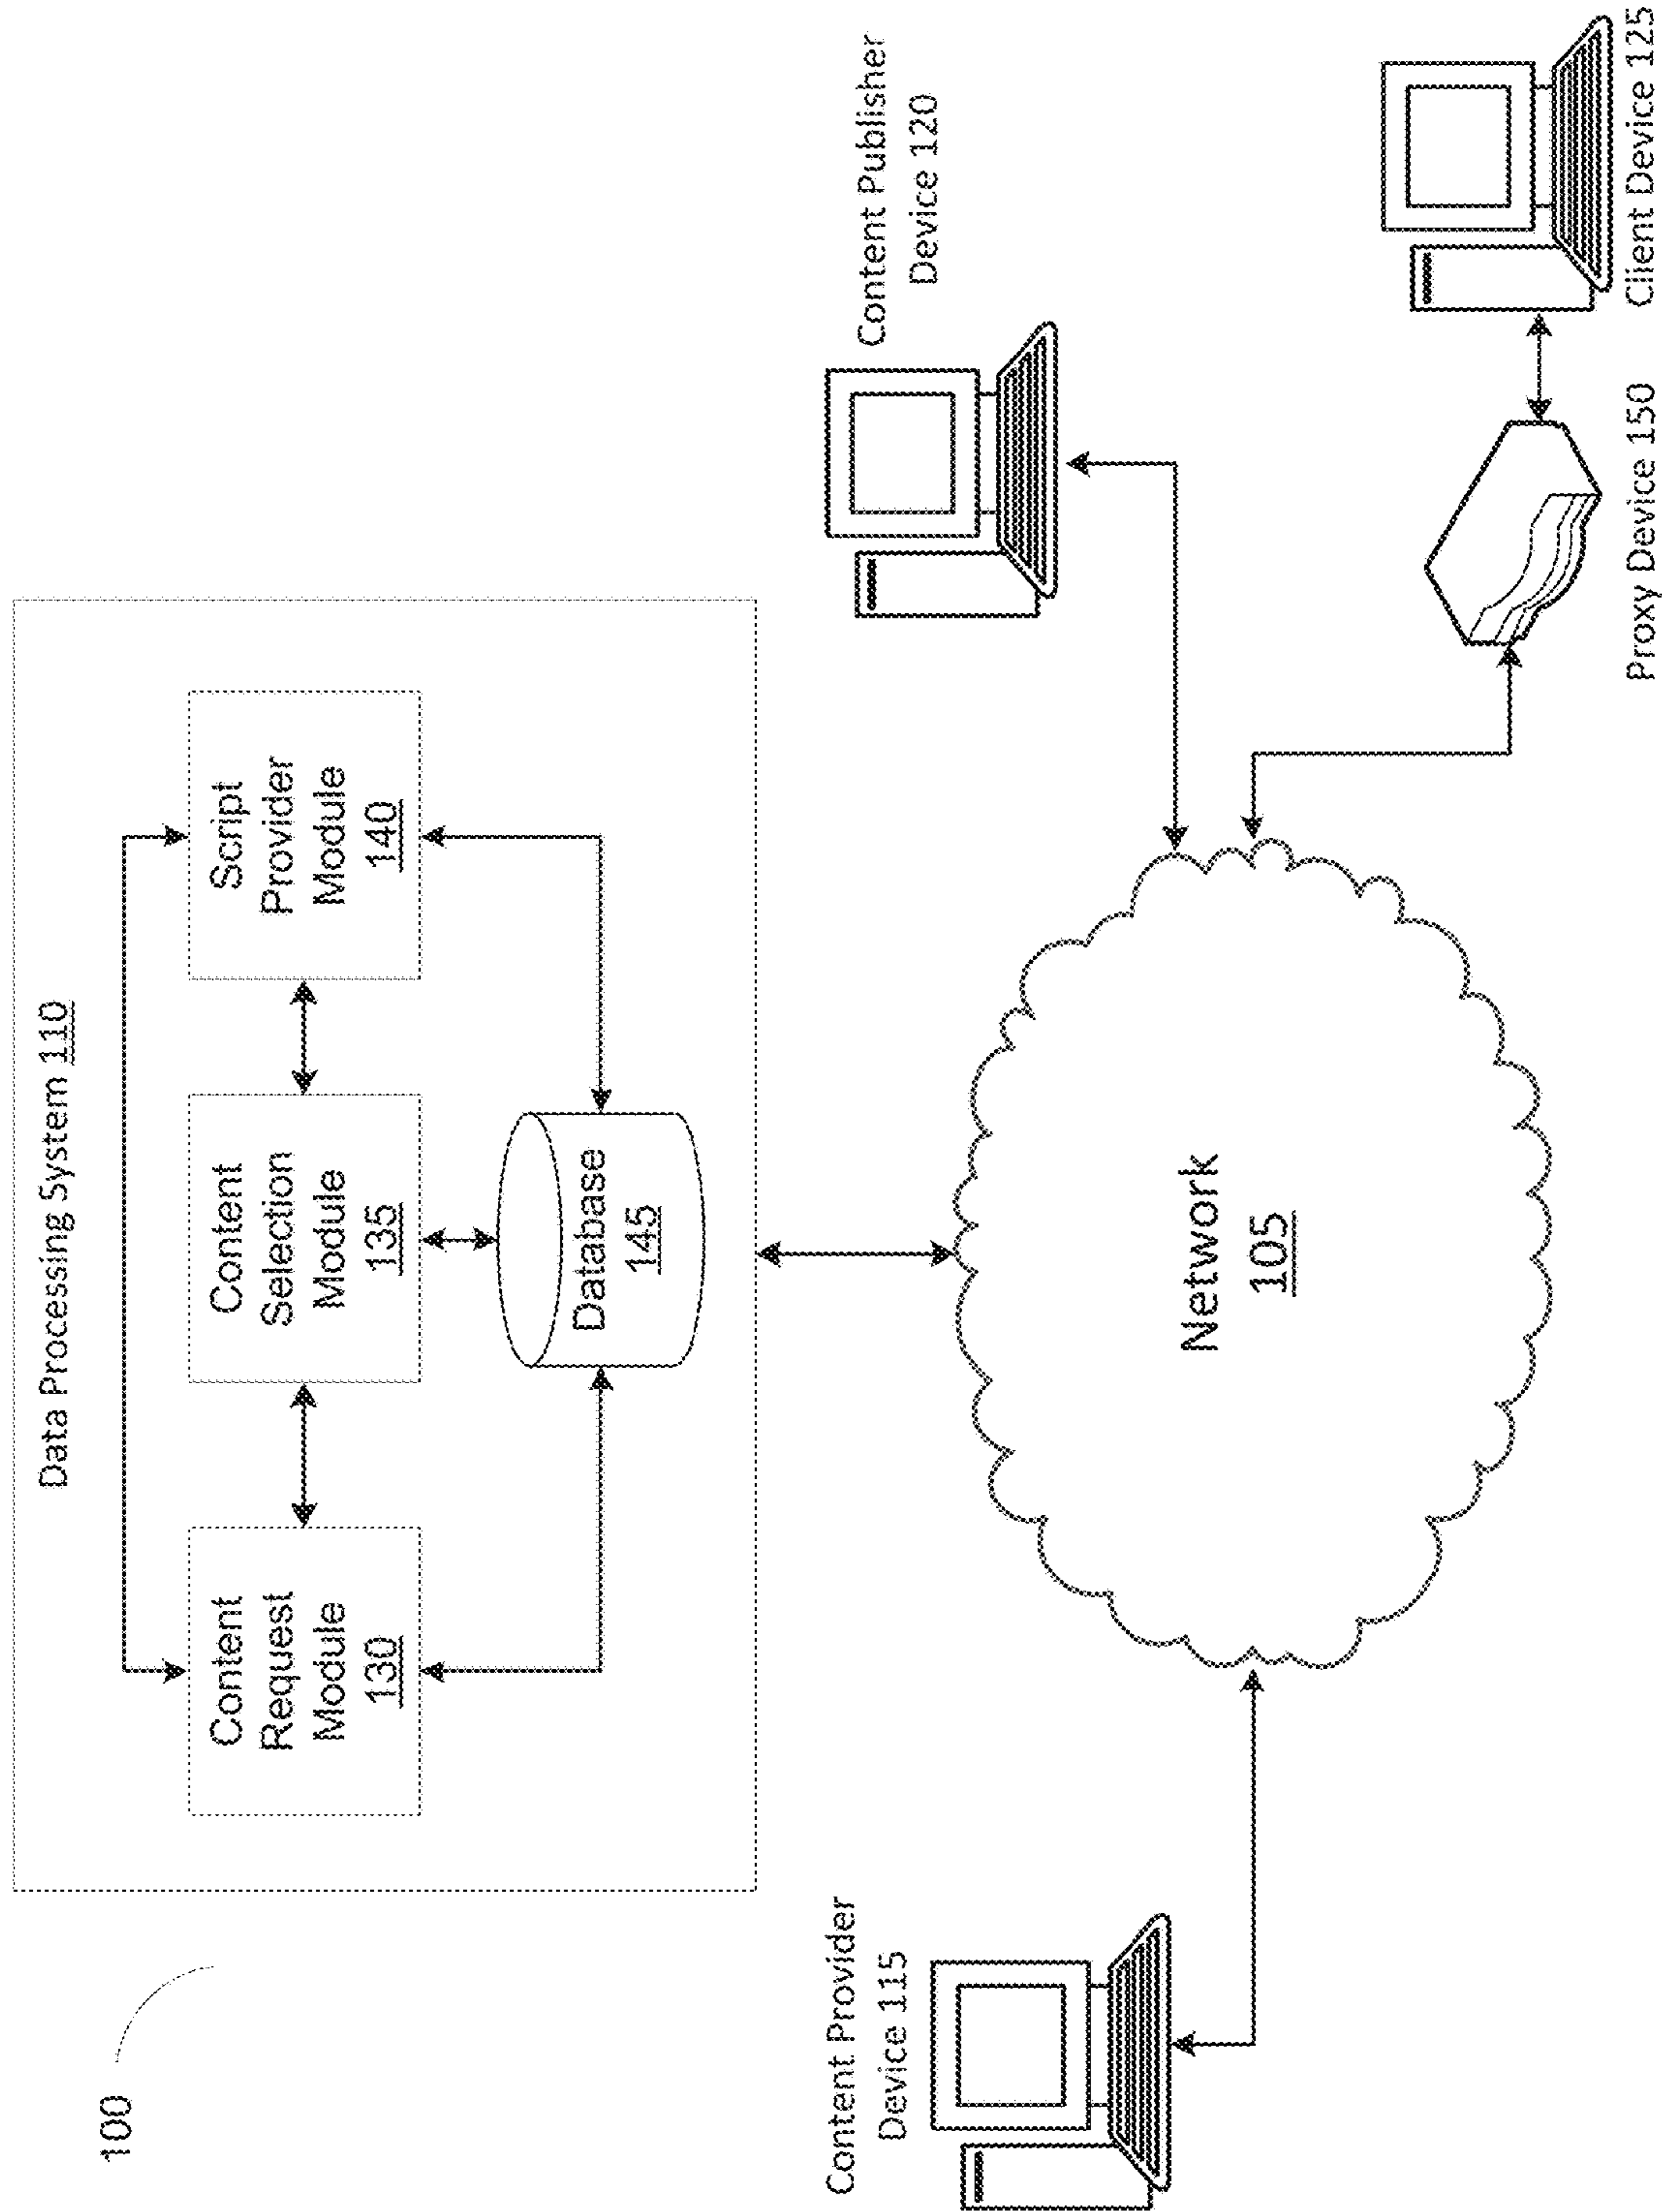 100
Data Processing System 110
Content
Request
Module
130
Content
Selection
Module
135
Script
Provider
Module
140
Database
145
Content Provider
Device 115
Network
105
Content Publisher
Device 120
Proxy Device 150
Client Device 125